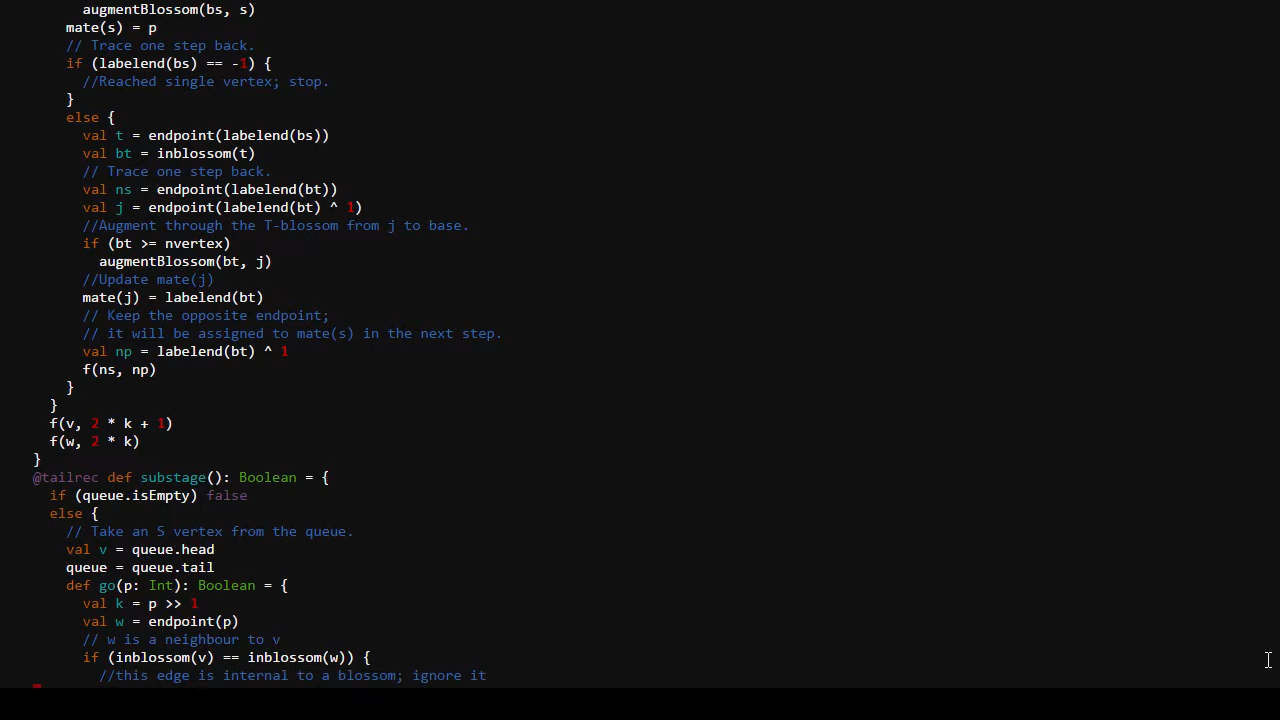 augmentBlossom(bs, s)
mate(s) = p
// Trace one step back.
if (labelend(bs) == -1) {
//Reached single vertex; stop.
}
else {
val t = endpoint(labelend(bs))
val bt = inblossom(t)
// Trace one step back.
val ns = endpoint(labelend(bt))
val j = endpoint(labelend(bt) ^ 1)
//Augment through the T-blossom from j to base.
if (bt >= nvertex)
augmentBlossom(bt, j)
//Update mate(j)
mate(j) = labelend(bt)
// Keep the opposite endpoint;
// it will be assigned to mate(s) in the next step.
val np = labelend(bt) ^ 1
f(ns, np)
}
}
f(v, 2 * k + 1)
f(w, 2 * k)
}
@tailrec def substage(): Boolean = {
if (queue.isEmpty) false
else {
// Take an S vertex from the queue.
val v = queue.head
queue = queue.tail
def go(p: Int): Boolean = {
val k = p >> 1
val w = endpoint(p)
// w is a neighbour to v
if (inblossom(v) == inblossom(w)) {
//this edge is internal to a blossom; ignore it